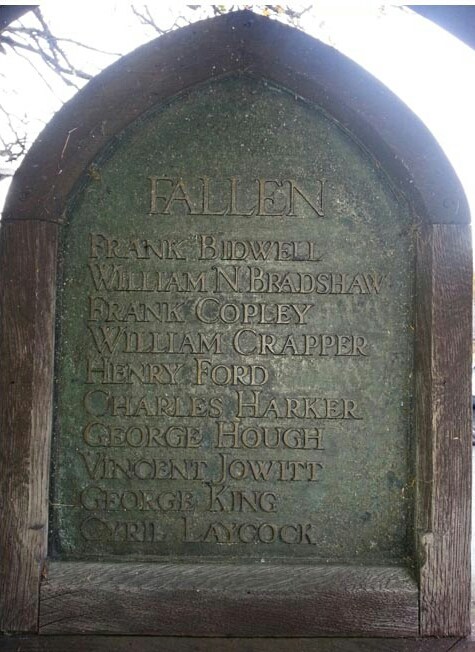 FALLEN
FRANK BIDWELL
WILLIAM N. BRADSHAW
FRANK COPLEY
WILLIAM CRAPPER
HENRY FORD
CHARLES HARKER
GEORGE HOUGH
VINCENT JOWITT
GEORGE KING
CYRIL LAYCOCK